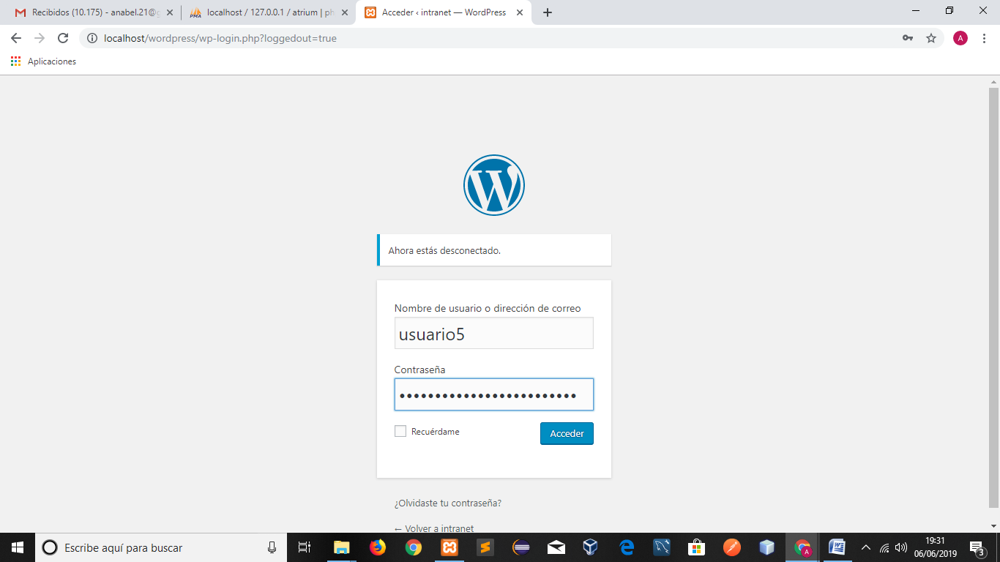 Recibidos (10.175) - anabel.21@g
localhost / 127.0.0.1 / atrium | ph
Acceder ‹ intranet — WordPress
localhost/wordpress/wp-login.php?loggedout=true
A
Aplicaciones
W
Ahora estás desconectado.
Nombre de usuario o dirección de correo
usuario5
Contraseña
•••••••••••••••••••••••••
Recuérdame
Acceder
¿Olvidaste tu contraseña?
← Volver a intranet
Escribe aquí para buscar
19:31
06/06/2019
3